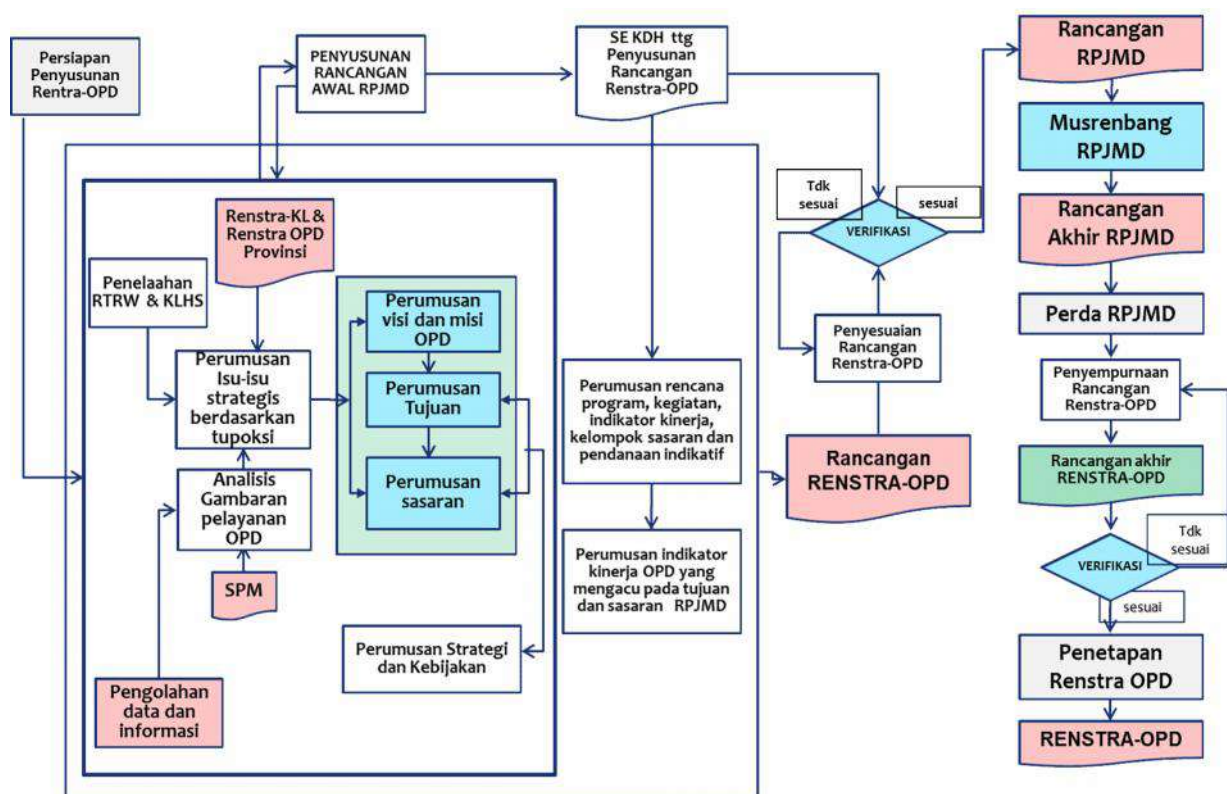 Persiapan
Penyusunan
Rentra-OPD
PENYUSUNAN
RANCANGAN
AWAL RPJMD
SE KDH ttg
Penyusunan
Rancangan
Renstra-OPD
Rancangan
RPJMD
Musrenbang
RPJMD
Rancangan
Akhir RPJMD
Perda RPJMD
Penyempurnaan
Rancangan
Renstra-OPD
Rancangan akhir
RENSTRA-OPD
Tdk
sesuai
VERIFIKASI
sesuai
Penetapan
Renstra OPD
RENSTRA-OPD
Tdk
sesuai
sesuai
VERIFIKASI
Penyesuaian
Rancangan
Renstra-OPD
Rancangan
RENSTRA-OPD
Renstra-KL &
Renstra OPD
Provinsi
Penelaahan
RTRW & KLHS
Perumusan
Isu-isu
strategis
berdasarkan
tupoksi
Analisis
Gambaran
pelayanan
OPD
SPM
Pengolahan
data dan
informasi
Perumusan
visi dan misi
OPD
Perumusan
Tujuan
Perumusan
sasaran
Perumusan Strategi
dan Kebijakan
Perumusan rencana
program, kegiatan,
indikator kinerja,
kelompok sasaran dan
pendanaan indikatif
Perumusan indikator
kinerja OPD yang
mengacu pada tujuan
dan sasaran RPJMD